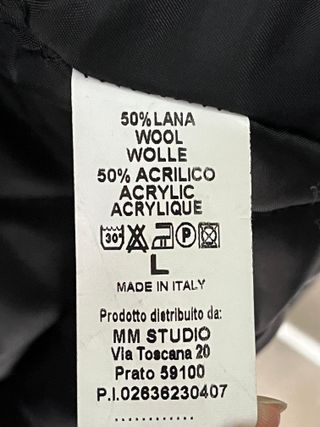 50% LANA
WOOL
WOLLE
50% ACRILICO
ACRYLIC
ACRYLIQUE
30° P
L
MADE IN ITALY
Prodotto distribuito da:
MM STUDIO
Via Toscana 20
Prato 59100
P.I.02636230407